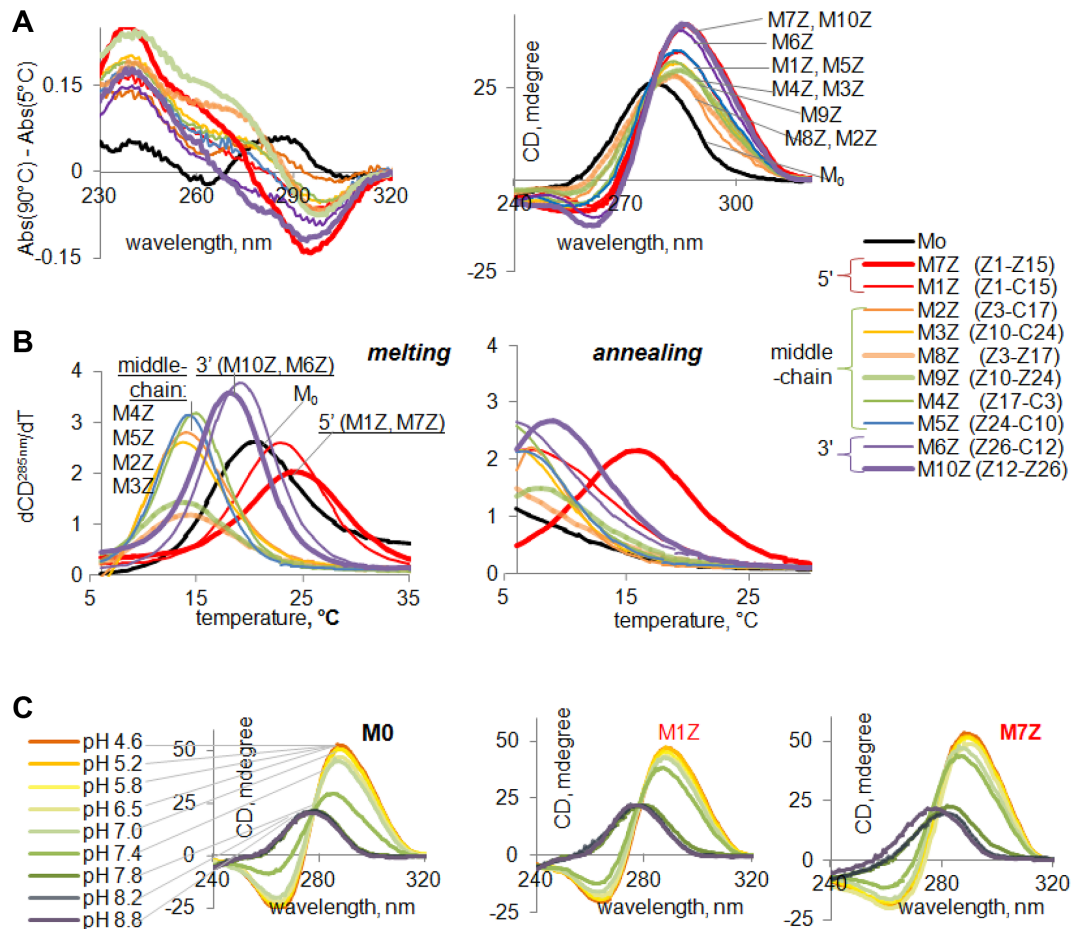 A
Abs(90°C) - Abs(5°C)
0.15
0
-0.15
230
260
290
320
wavelength, nm
CD, mdegree
25
-25
240
270
300
wavelength, nm
M7Z, M10Z
M6Z
M1Z, M5Z
M4Z, M3Z
M9Z
M8Z, M2Z
M0
Mo
5' M7Z (Z1-Z15)
M1Z (Z1-C15)
middle-chain M2Z (Z3-C17)
M3Z (Z10-C24)
M8Z (Z3-Z17)
M9Z (Z10-Z24)
M4Z (Z17-C3)
M5Z (Z24-C10)
3' M6Z (Z26-C12)
M10Z (Z12-Z26)
B
melting
dCD285nm/dT
4
3
2
1
0
5
15
25
35
temperature, °C
middle-
chain:
M4Z
M5Z
M2Z
M3Z
3' (M10Z, M6Z)
M0
5' (M1Z, M7Z)
annealing
4
3
2
1
0
5
15
25
temperature, °C
C
pH 4.6
pH 5.2
pH 5.8
pH 6.5
pH 7.0
pH 7.4
pH 7.8
pH 8.2
pH 8.8
M0
CD, mdegree
50
25
0
-25
240
280
320
wavelength, nm
M1Z
CD, mdegree
50
25
0
-25
240
280
320
wavelength, nm
M7Z
CD, mdegree
50
25
0
-25
240
280
320
wavelength, nm